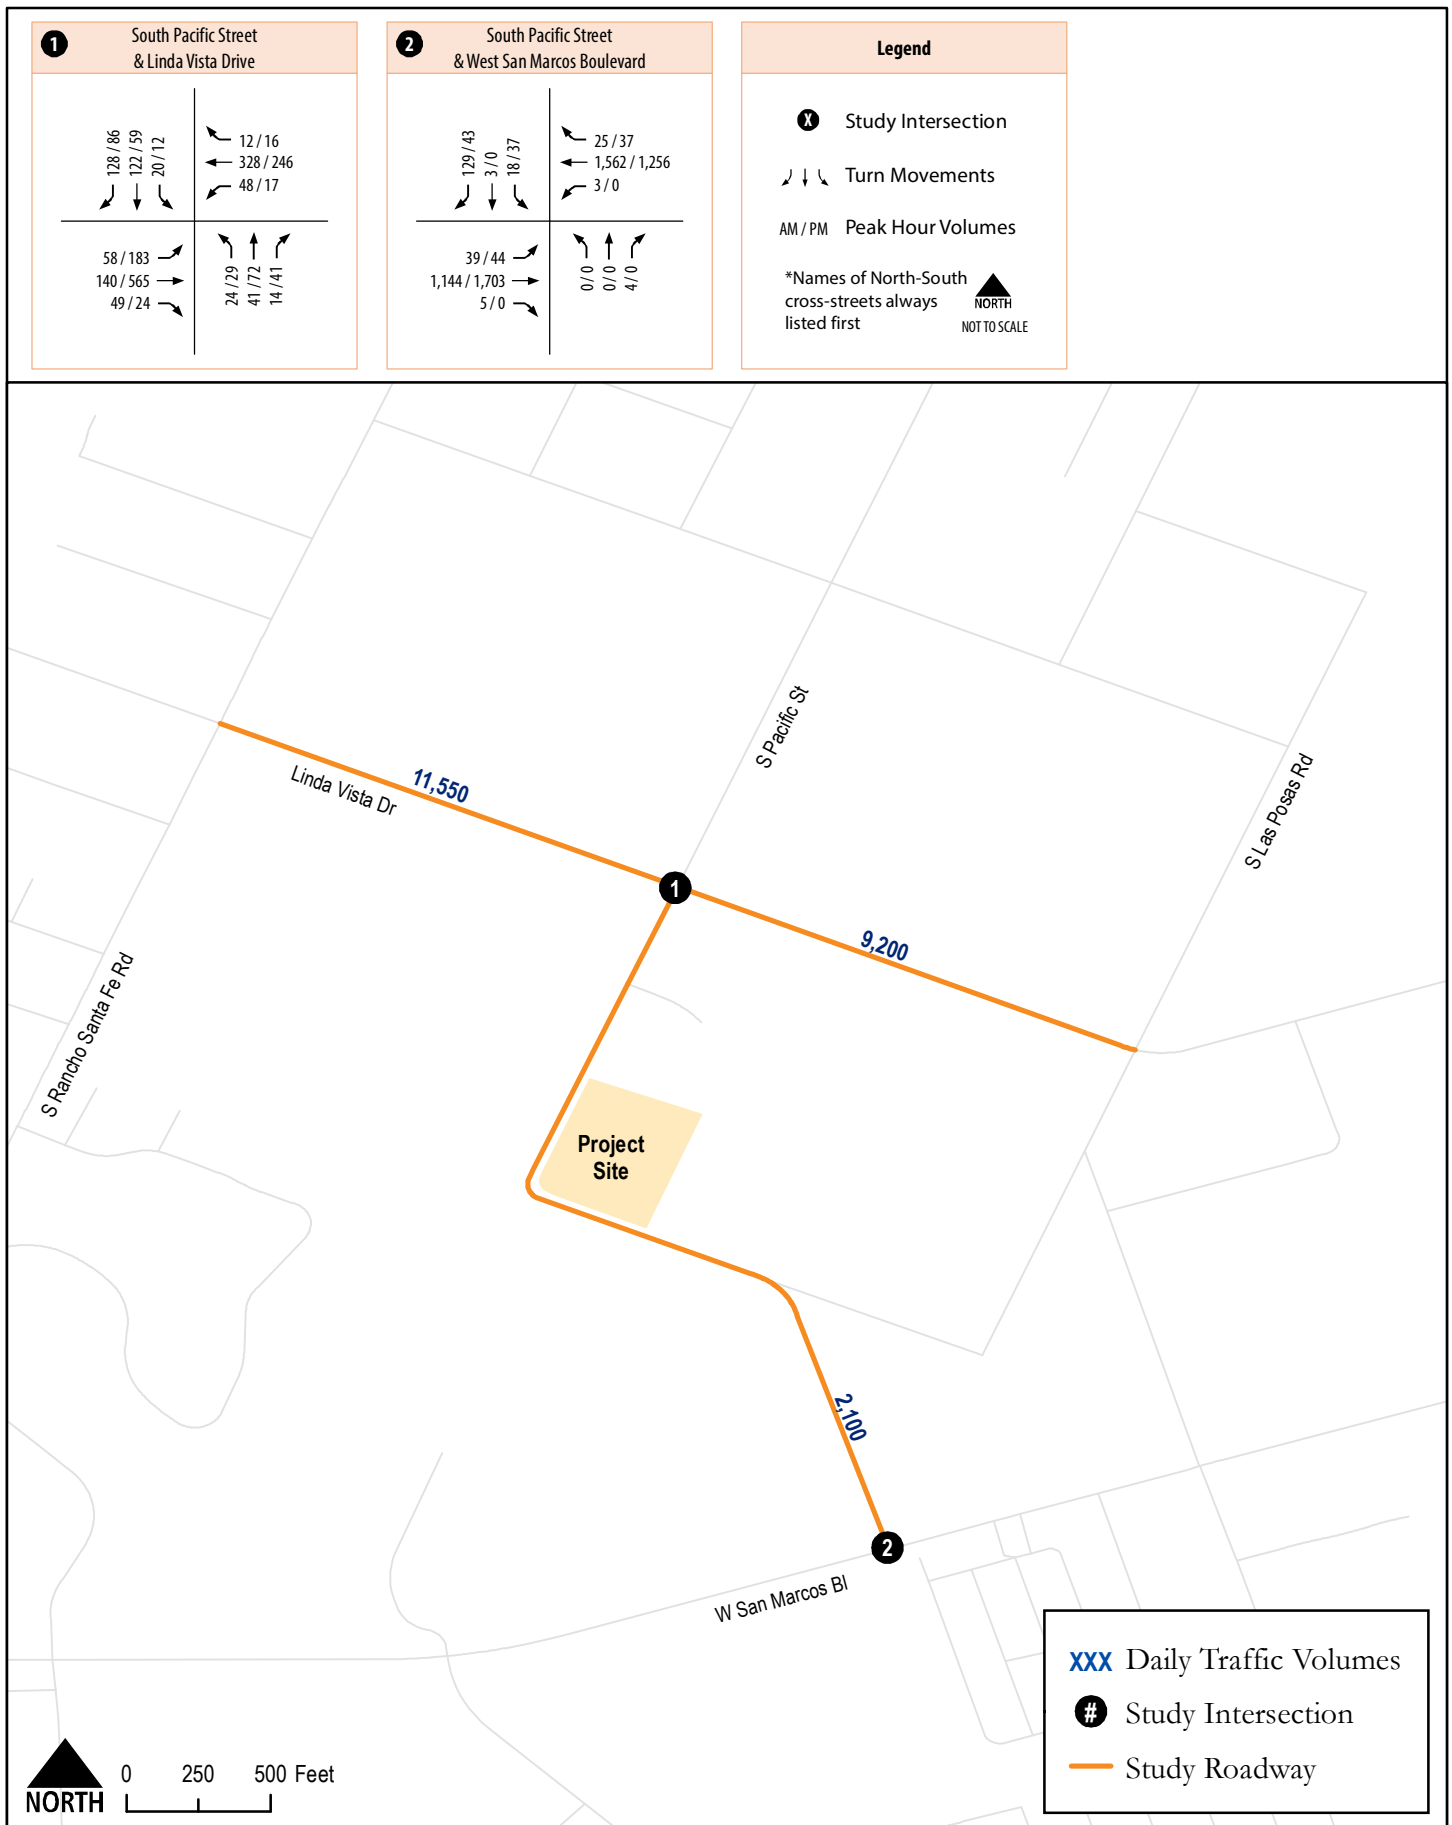 1
South Pacific Street
& Linda Vista Drive
128 / 86
122 / 59
20 / 12
12 / 16
328 / 246
48 / 17
58 / 183
140 / 565
49 / 24
24 / 29
41 / 72
14 / 41
2
South Pacific Street
& West San Marcos Boulevard
129 / 43
3 / 0
18 / 37
25 / 37
1,562 / 1,256
3 / 0
39 / 44
1,144 / 1,703
5 / 0
0 / 0
0 / 0
4 / 0
Legend
X Study Intersection
Turn Movements
AM / PM Peak Hour Volumes
*Names of North-South
cross-streets always
listed first
NORTH
NOT TO SCALE
S Pacific St
Linda Vista Dr
11,550
S Las Posas Rd
1
9,200
S Rancho Santa Fe Rd
Project
Site
2,100
2
W San Marcos Bl
XXX Daily Traffic Volumes
# Study Intersection
Study Roadway
NORTH
0 250 500 Feet